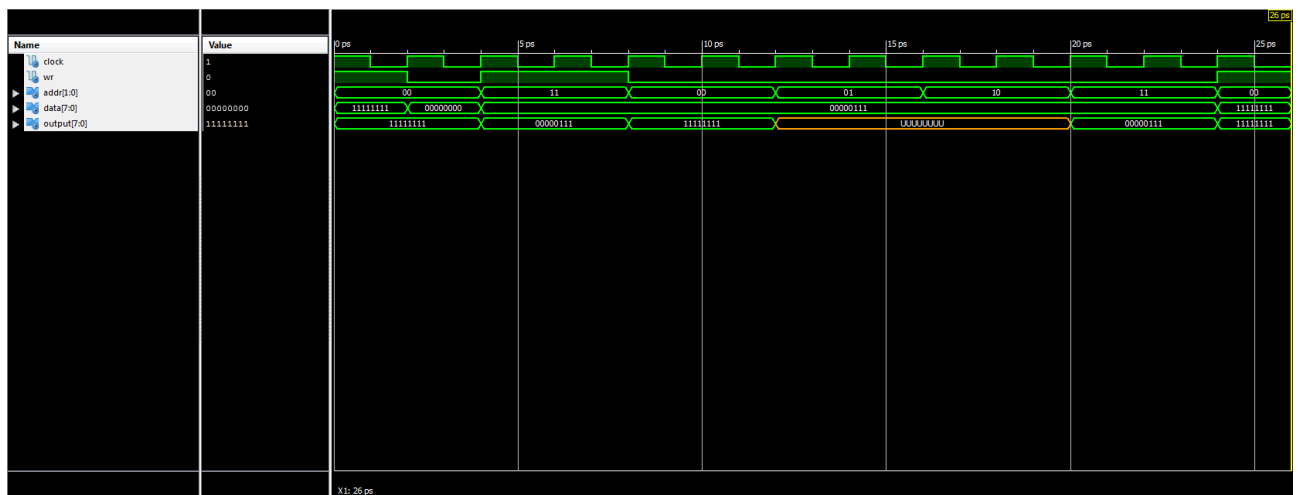 26 ps
Name Value 0 ps 5 ps 10 ps 15 ps 20 ps 25 ps
clock 1
wr 0
addr[1:0] 00 00 11 00 01 10 11 00
data[7:0] 00000000 11111111 00000000 00000111 11111111
output[7:0] 11111111 11111111 00000111 11111111 UUUUUUUU 00000111 11111111
X1: 26 ps